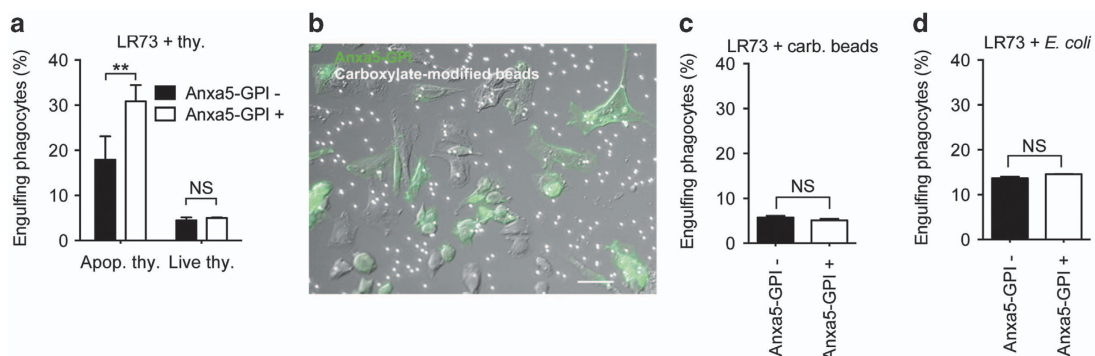 a
LR73 + thy.
Engulfing phagocytes (%)
40
30
20
10
0
**
NS
Anxa5-GPI -
Anxa5-GPI +
Apop. thy.
Live thy.
b
Anxa5-GPI
Carboxylate-modified beads
c
LR73 + carb. beads
Engulfing phagocytes (%)
40
30
20
10
0
NS
Anxa5-GPI -
Anxa5-GPI +
d
LR73 + E. coli
Engulfing phagocytes (%)
40
30
20
10
0
NS
Anxa5-GPI -
Anxa5-GPI +